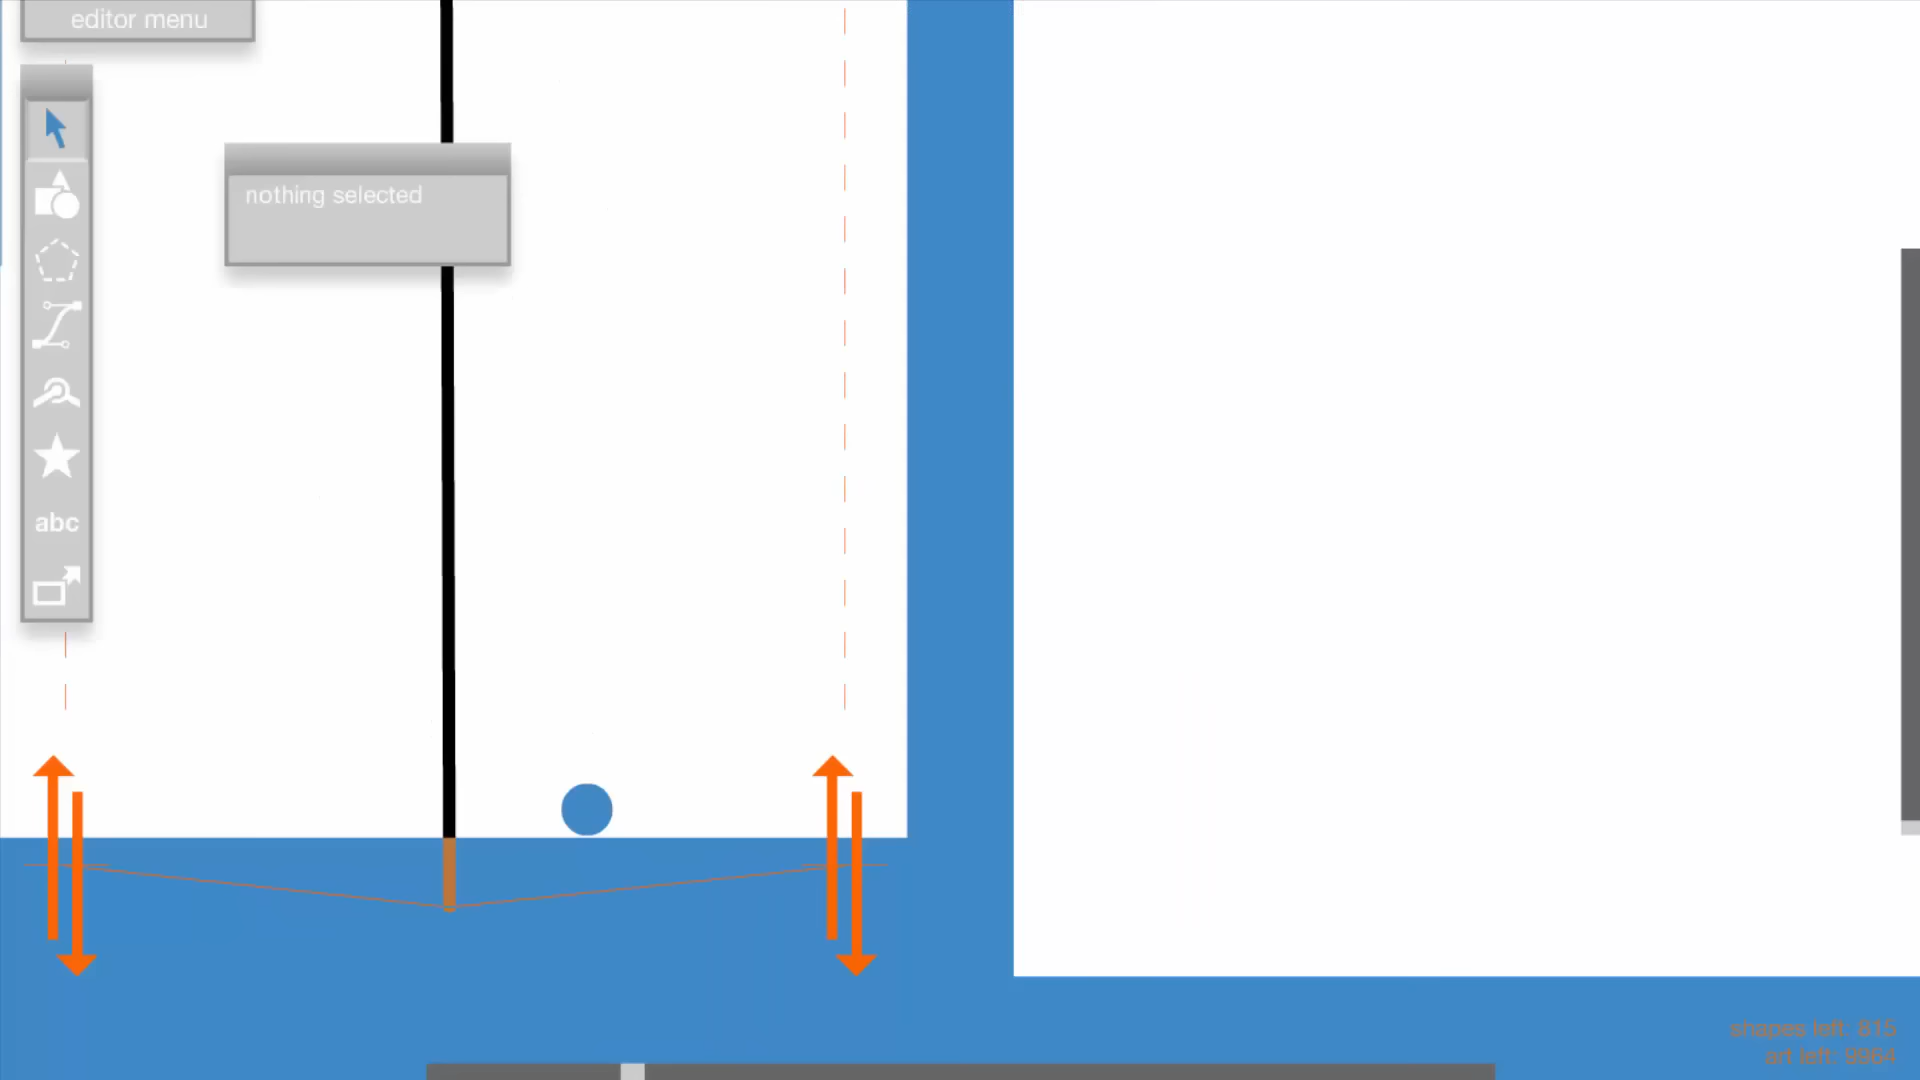 editor menu
nothing selected
abc
shapes left: 815
art left: 9964